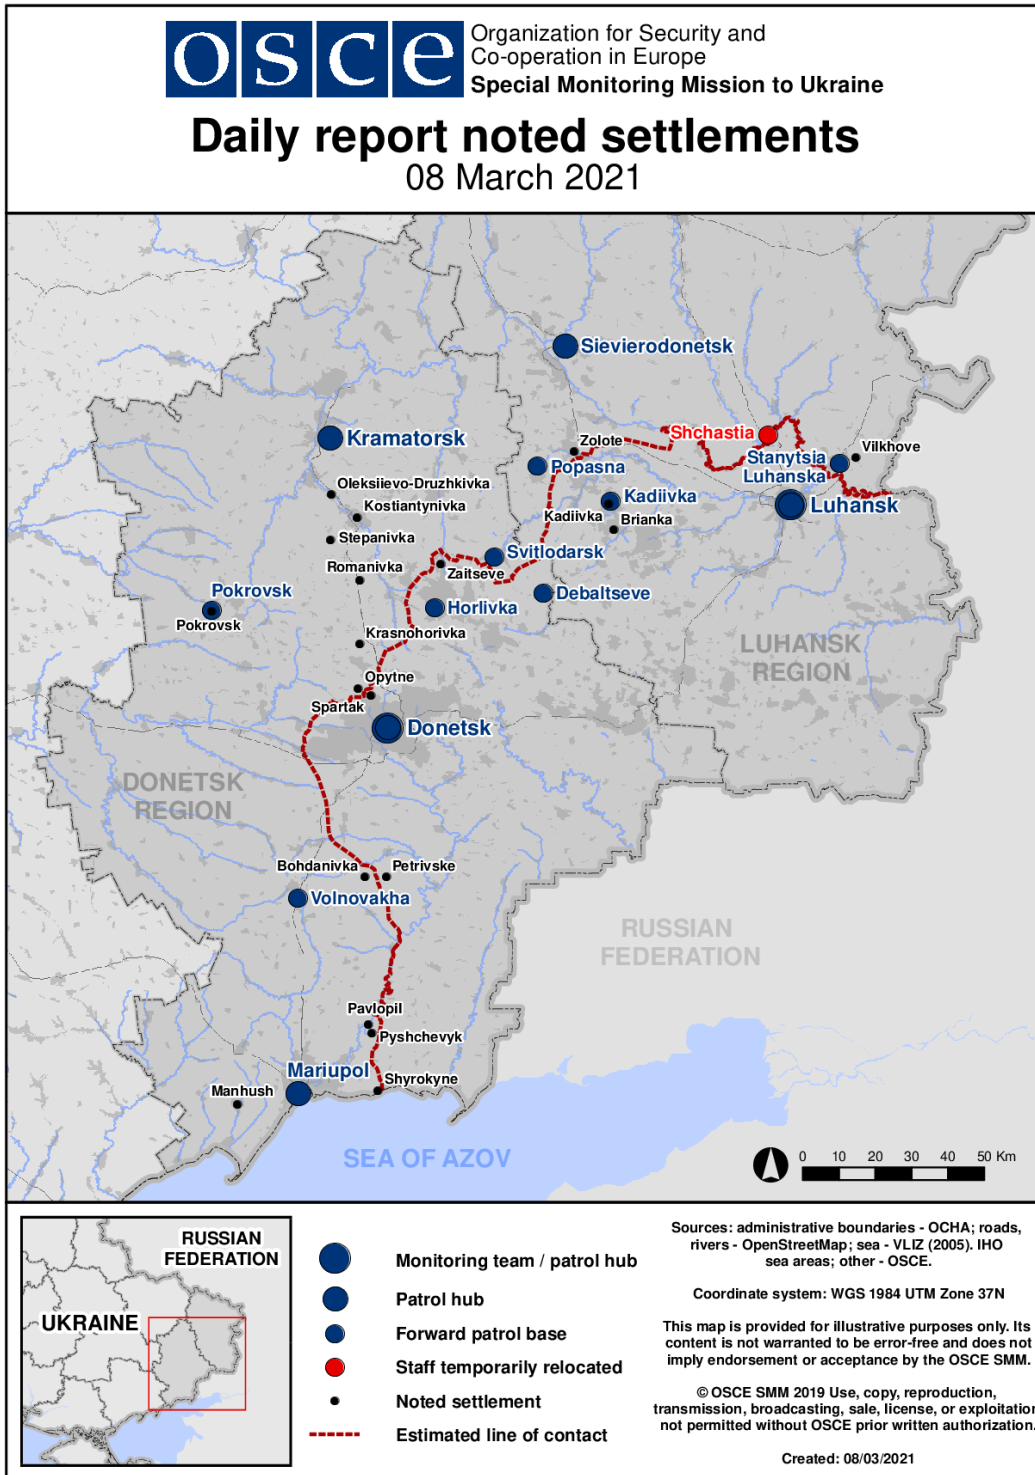 osce
Organization for Security and
Co-operation in Europe
Special Monitoring Mission to Ukraine
Daily report noted settlements
08 March 2021
Sievierodonetsk
Kramatorsk
Shchastia
Zolote
Vilkhove
Stanytsia
Luhanska
Popasna
Oleksiievo-Druzhkivka
Kadiivka
Kostiantynivka
Luhansk
Kadiivka
Brianka
Stepanivka
Svitlodarsk
Romanivka
Zaitseve
Pokrovsk
Debaltseve
Horlivka
Pokrovsk
Krasnohorivka
LUHANSK
REGION
Opytne
Spartak
Donetsk
DONETSK
REGION
Bohdanivka
Petrivske
Volnovakha
RUSSIAN
FEDERATION
Pavlopil
Pyshchevyk
Mariupol
Shyrokyne
Manhush
SEA OF AZOV
0 10 20 30 40 50 Km
RUSSIAN
FEDERATION
UKRAINE
Monitoring team / patrol hub
Patrol hub
Forward patrol base
Staff temporarily relocated
Noted settlement
Estimated line of contact
Sources: administrative boundaries - OCHA; roads,
rivers - OpenStreetMap; sea - VLIZ (2005). IHO
sea areas; other - OSCE.
Coordinate system: WGS 1984 UTM Zone 37N
This map is provided for illustrative purposes only. Its
content is not warranted to be error-free and does not
imply endorsement or acceptance by the OSCE SMM.
© OSCE SMM 2019 Use, copy, reproduction,
transmission, broadcasting, sale, license, or exploitation
not permitted without OSCE prior written authorization.
Created: 08/03/2021